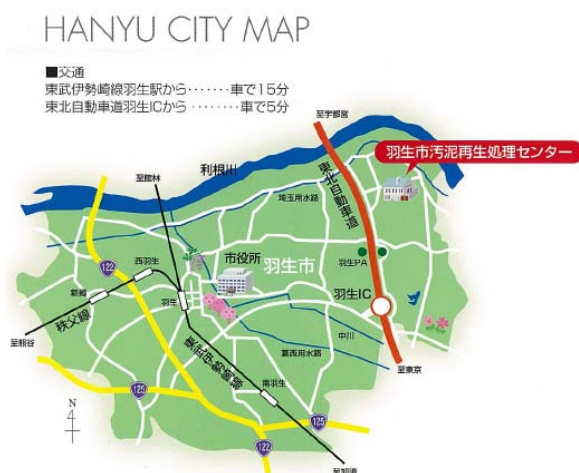 HANYU CITY MAP
■交通
東武伊勢崎線羽生駅から・・・・・・・車で15分
東北自動車道羽生ICから・・・・・・・・車で5分
至宇都宮
羽生市汚泥再生処理センター
利根川
至館林
東北自動車道
埼玉用水路
122
西羽生
市役所
羽生市
羽生PA
新郷
羽生
羽生IC
秩父線
至熊谷
中川
東武伊勢崎線
葛西用水路
至東京
125
南羽生
N
4
125
122
至加須